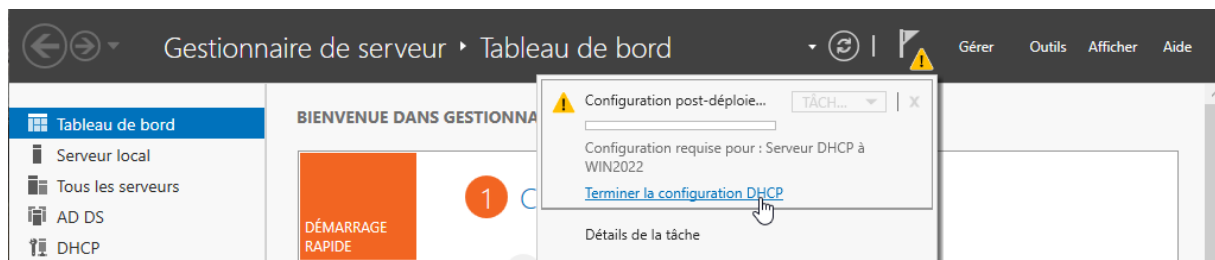 Gestionnaire de serveur ‣ Tableau de bord
Gérer Outils Afficher Aide
Tableau de bord
Serveur local
Tous les serveurs
AD DS
DHCP
BIENVENUE DANS GESTIONNA
1
DÉMARRAGE
RAPIDE
Configuration post-déploie...
TÂCH...
X
Configuration requise pour : Serveur DHCP à
WIN2022
Terminer la configuration DHCP
Détails de la tâche